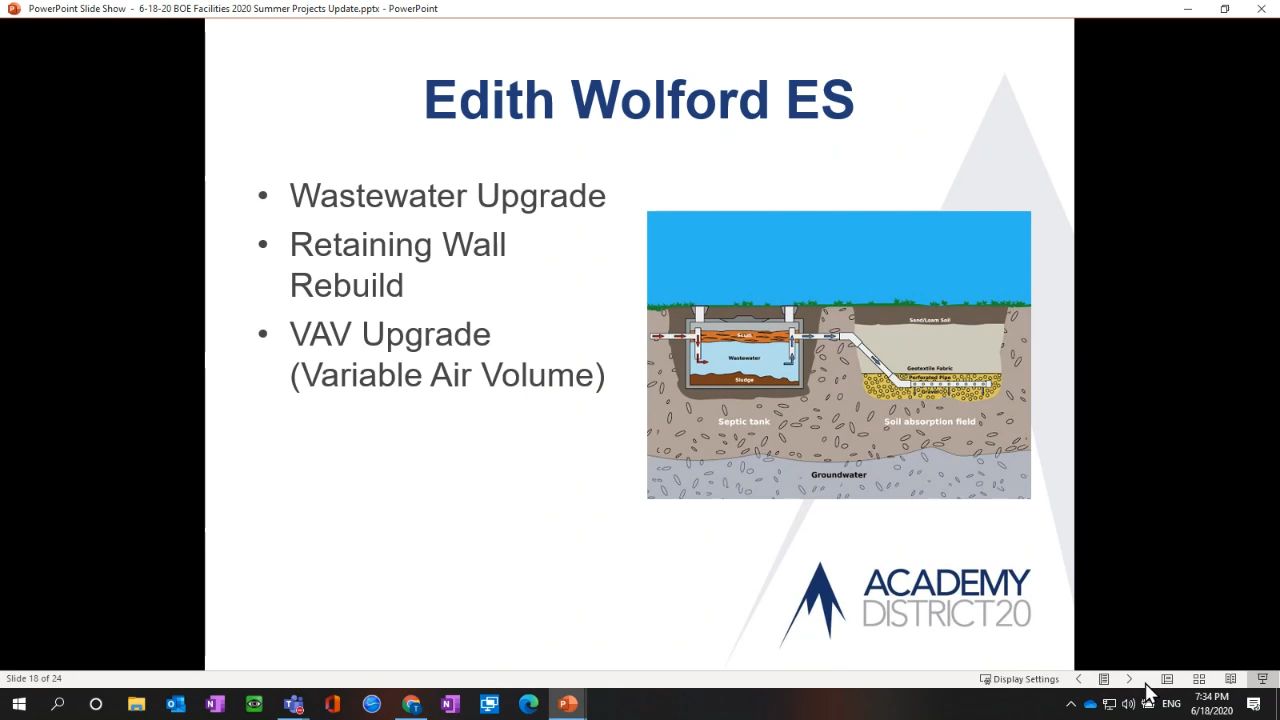 PowerPoint Slide Show - 6-18-20 BOE Facilities 2020 Summer Projects Update.pptx - PowerPoint
Edith Wolford ES
• Wastewater Upgrade
• Retaining Wall
Rebuild
• VAV Upgrade
(Variable Air Volume)
Sand/Loam Soil
Scum
Wastewater
Sludge
Geotextile Fabric
Perforated Pipe
Gravel
Septic tank
Soil absorption field
Groundwater
ACADEMY
DISTRICT20
Slide 18 of 24
Display Settings
7:34 PM
ENG
6/18/2020